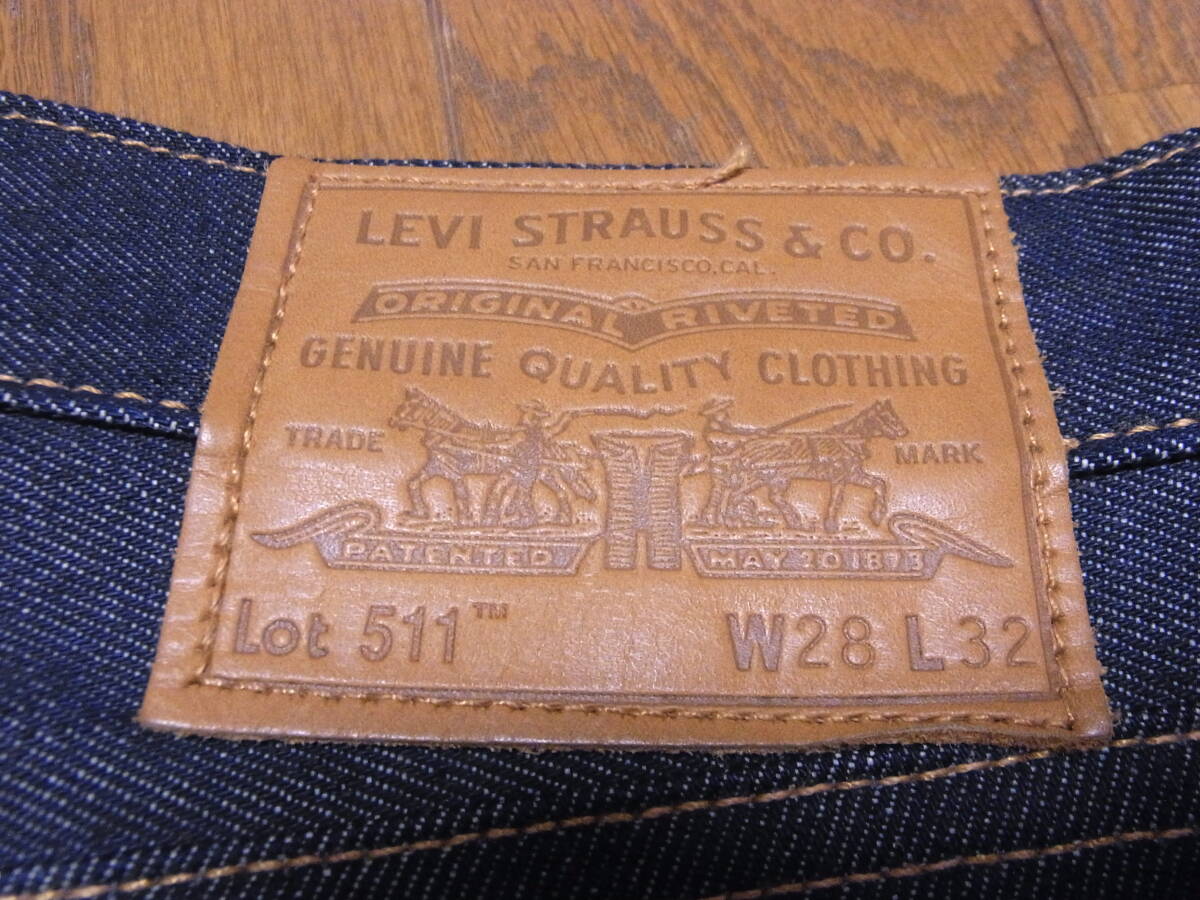 LEVI STRAUSS & CO.
SAN FRANCISCO, CAL.
ORIGINAL RIVETED
GENUINE QUALITY CLOTHING
TRADE MARK
PATENTED MAY 20 1873
Lot 511™ W28 L32